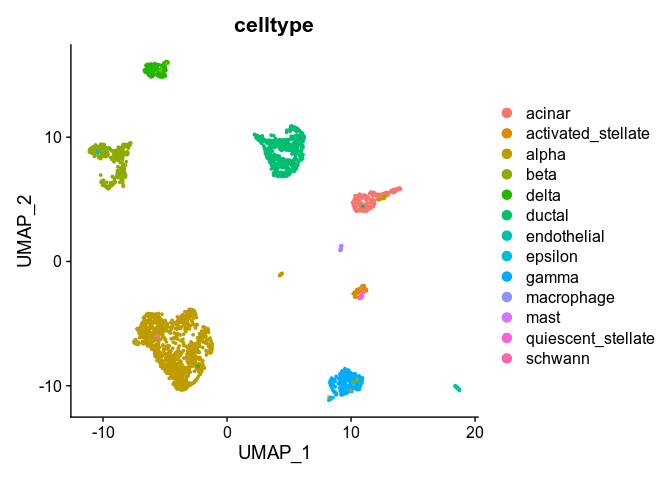 celltype
UMAP_2
10
0
-10
-10
0
10
20
UMAP_1
acinar
activated_stellate
alpha
beta
delta
ductal
endothelial
epsilon
gamma
macrophage
mast
quiescent_stellate
schwann